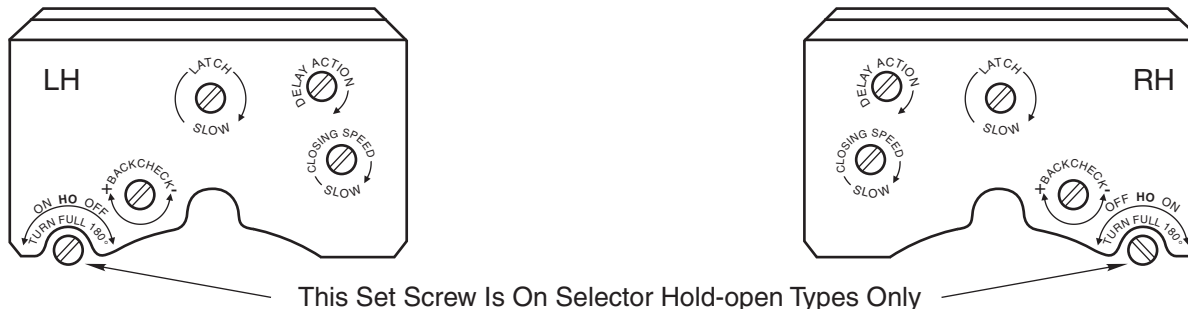 LH
LATCH
SLOW
DELAY ACTION
CLOSING SPEED
SLOW
+BACKCHECK-
ON HO OFF
TURN FULL 180°
RH
DELAY ACTION
LATCH
SLOW
CLOSING SPEED
SLOW
+BACKCHECK-
OFF HO ON
TURN FULL 180°
This Set Screw Is On Selector Hold-open Types Only